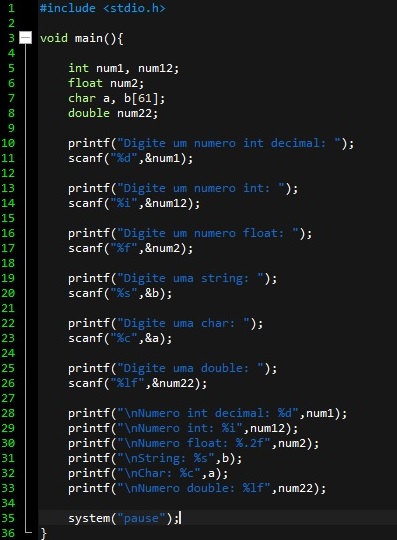 1 #include <stdio.h>
2
3 void main(){
4
5 int num1, num12;
6 float num2;
7 char a, b[61];
8 double num22;
9
10 printf("Digite um numero int decimal: ");
11 scanf("%d",&num1);
12
13 printf("Digite um numero int: ");
14 scanf("%i",&num12);
15
16 printf("Digite um numero float: ");
17 scanf("%f",&num2);
18
19 printf("Digite uma string: ");
20 scanf("%s",&b);
21
22 printf("Digite uma char: ");
23 scanf("%c",&a);
24
25 printf("Digite uma double: ");
26 scanf("%lf",&num22);
27
28 printf("\nNumero int decimal: %d",num1);
29 printf("\nNumero int: %i",num12);
30 printf("\nNumero float: %.2f",num2);
31 printf("\nString: %s",b);
32 printf("\nChar: %c",a);
33 printf("\nNumero double: %lf",num22);
34
35 system("pause");
36 }